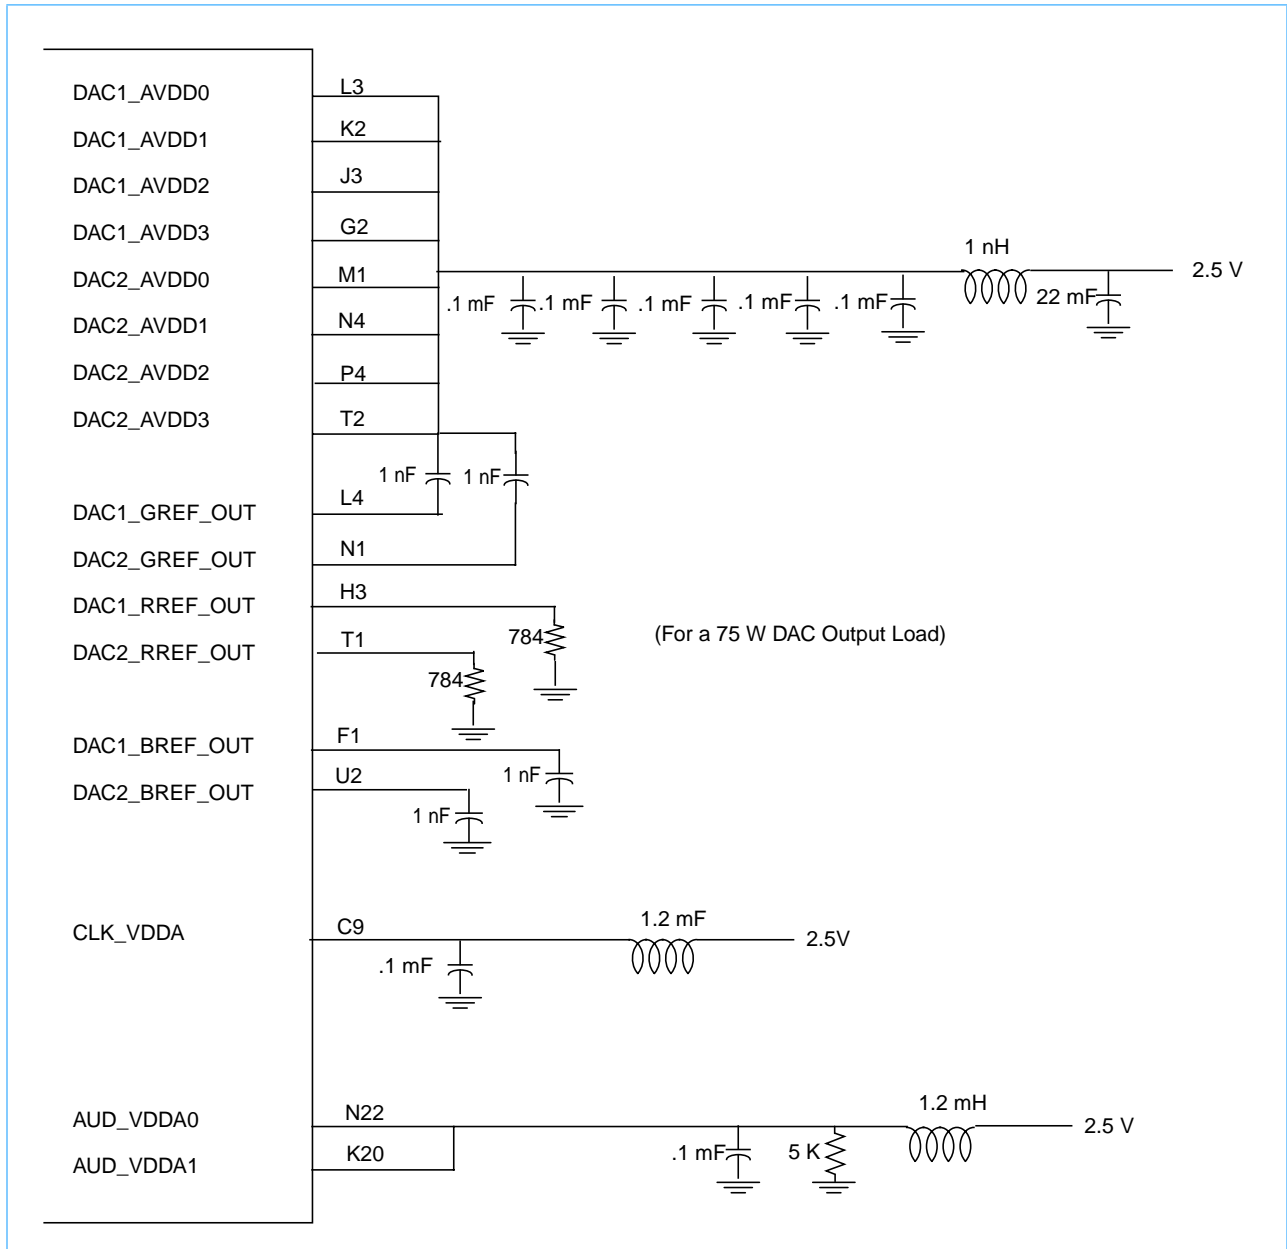 DAC1_AVDD0 L3
DAC1_AVDD1 K2
DAC1_AVDD2 J3
DAC1_AVDD3 G2
1 nH
DAC2_AVDD0 M1 2.5 V
.1 mF .1 mF .1 mF .1 mF .1 mF 22 mF
DAC2_AVDD1 N4
DAC2_AVDD2 P4
DAC2_AVDD3 T2
1 nF 1 nF
DAC1_GREF_OUT L4
DAC2_GREF_OUT N1
DAC1_RREF_OUT H3
784 (For a 75 W DAC Output Load)
DAC2_RREF_OUT T1
784
DAC1_BREF_OUT F1
1 nF
DAC2_BREF_OUT U2
1 nF
1.2 mF
CLK_VDDA C9 2.5V
.1 mF
1.2 mH
AUD_VDDA0 N22 2.5 V
.1 mF 5 K
AUD_VDDA1 K20